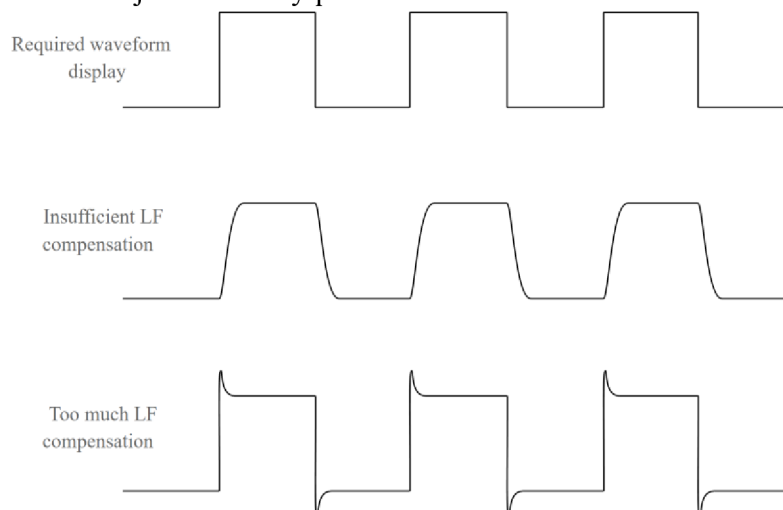 Required waveform
display
Insufficient LF
compensation
Too much LF
compensation